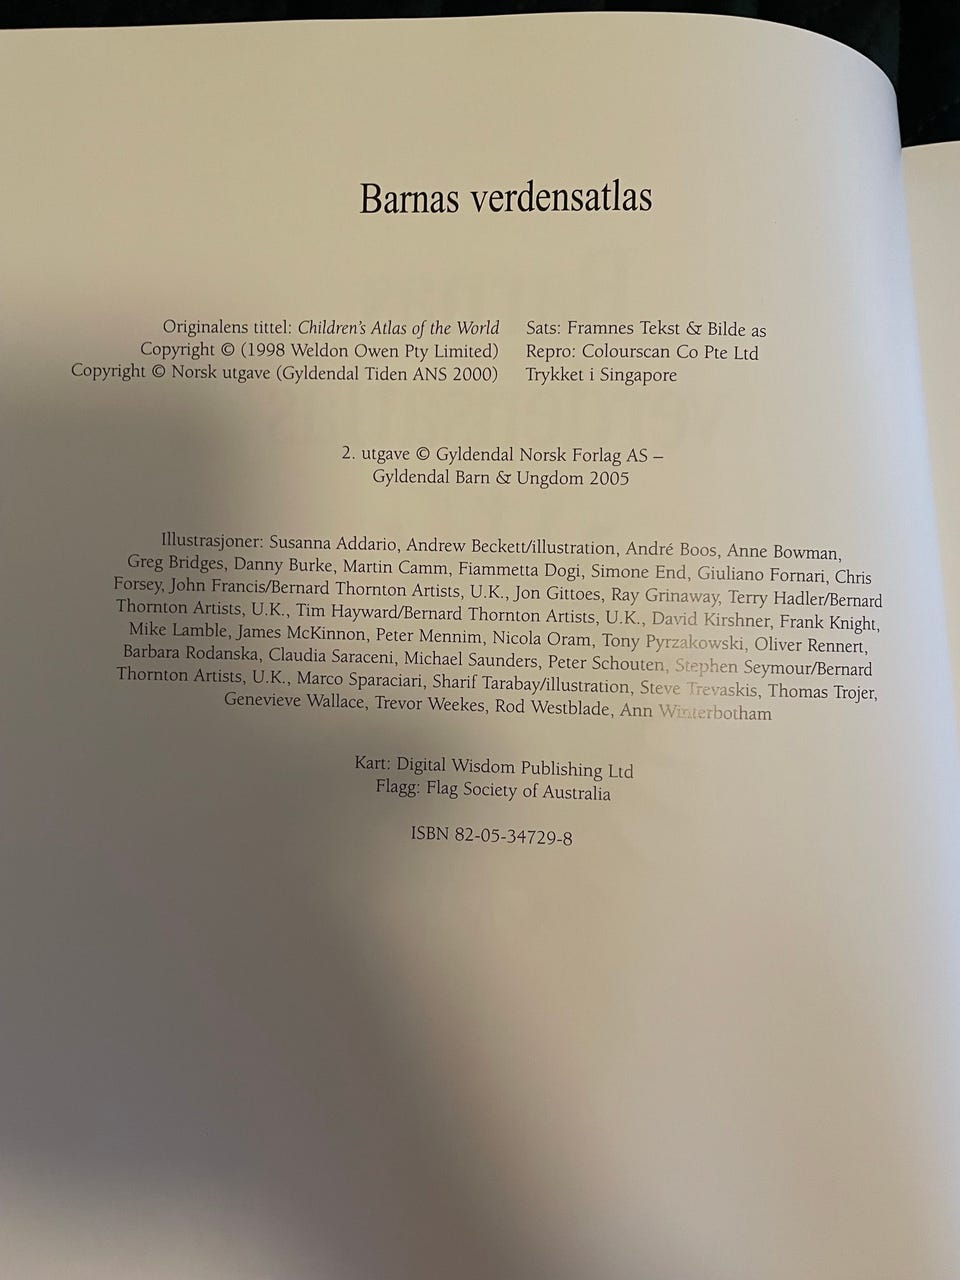 Barnas verdensatlas
Originalens tittel: Children's Atlas of the World
Copyright © (1998 Weldon Owen Pty Limited)
Copyright © Norsk utgave (Gyldendal Tiden ANS 2000)
Sats: Framnes Tekst & Bilde as
Repro: Colourscan Co Pte Ltd
Trykket i Singapore
2. utgave © Gyldendal Norsk Forlag AS –
Gyldendal Barn & Ungdom 2005
Illustrasjoner: Susanna Addario, Andrew Beckett/illustration, André Boos, Anne Bowman,
Greg Bridges, Danny Burke, Martin Camm, Fiammetta Dogi, Simone End, Giuliano Fornari, Chris
Forsey, John Francis/Bernard Thornton Artists, U.K., Jon Gittoes, Ray Grinaway, Terry Hadler/Bernard
Thornton Artists, U.K., Tim Hayward/Bernard Thornton Artists, U.K., David Kirshner, Frank Knight,
Mike Lamble, James McKinnon, Peter Mennim, Nicola Oram, Tony Pyrzakowski, Oliver Rennert,
Barbara Rodanska, Claudia Saraceni, Michael Saunders, Peter Schouten, Stephen Seymour/Bernard
Thornton Artists, U.K., Marco Sparaciari, Sharif Tarabay/illustration, Steve Trevaskis, Thomas Trojer,
Genevieve Wallace, Trevor Weekes, Rod Westblade, Ann Winterbotham
Kart: Digital Wisdom Publishing Ltd
Flagg: Flag Society of Australia
ISBN 82-05-34729-8